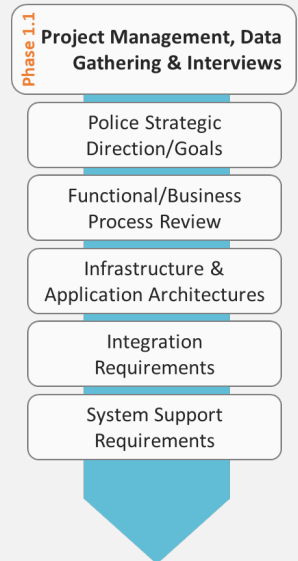 Phase 1.1
Project Management, Data
Gathering & Interviews
Police Strategic
Direction/Goals
Functional/Business
Process Review
Infrastructure &
Application Architectures
Integration
Requirements
System Support
Requirements